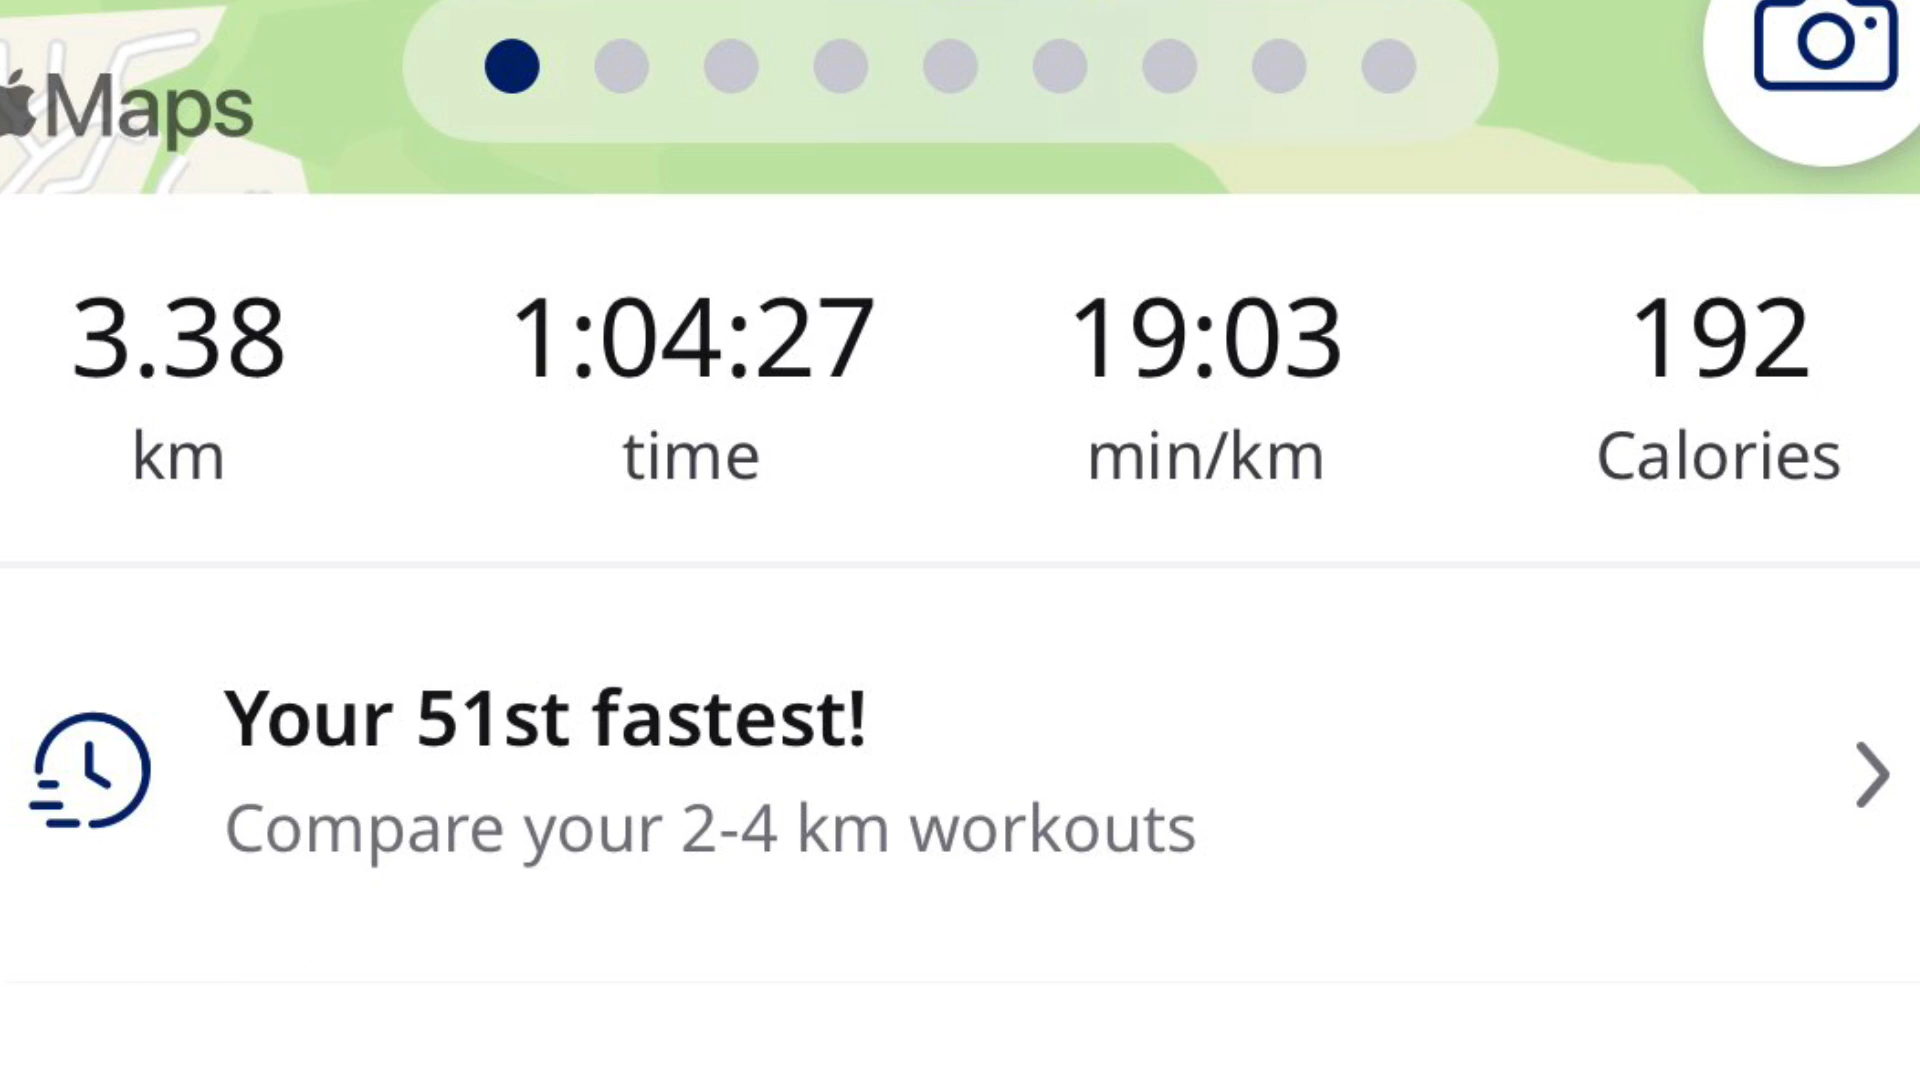 Maps
3.38 1:04:27 19:03 192
km time min/km Calories
Your 51st fastest!
Compare your 2-4 km workouts